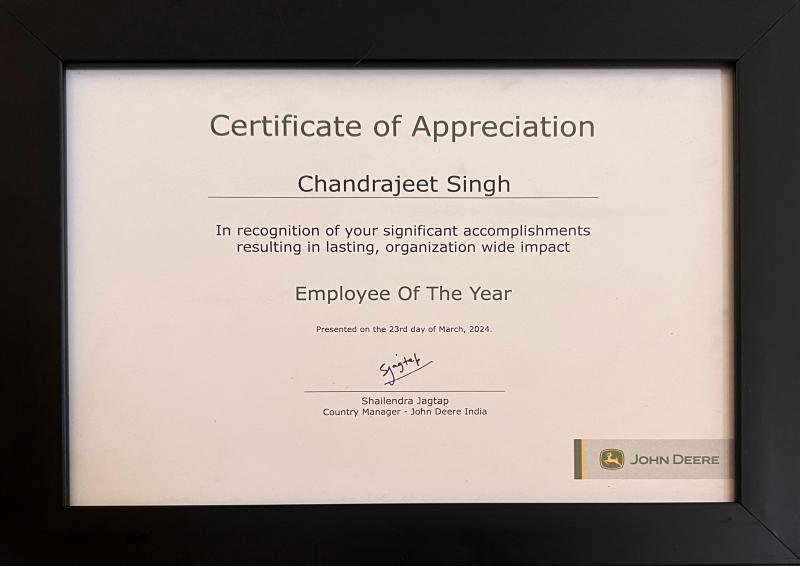 Certificate of Appreciation
Chandrajeet Singh
In recognition of your significant accomplishments
resulting in lasting, organization wide impact
Employee Of The Year
Presented on the 23rd day of March, 2024.
Sjagtap
Shailendra Jagtap
Country Manager - John Deere India
JOHN DEERE